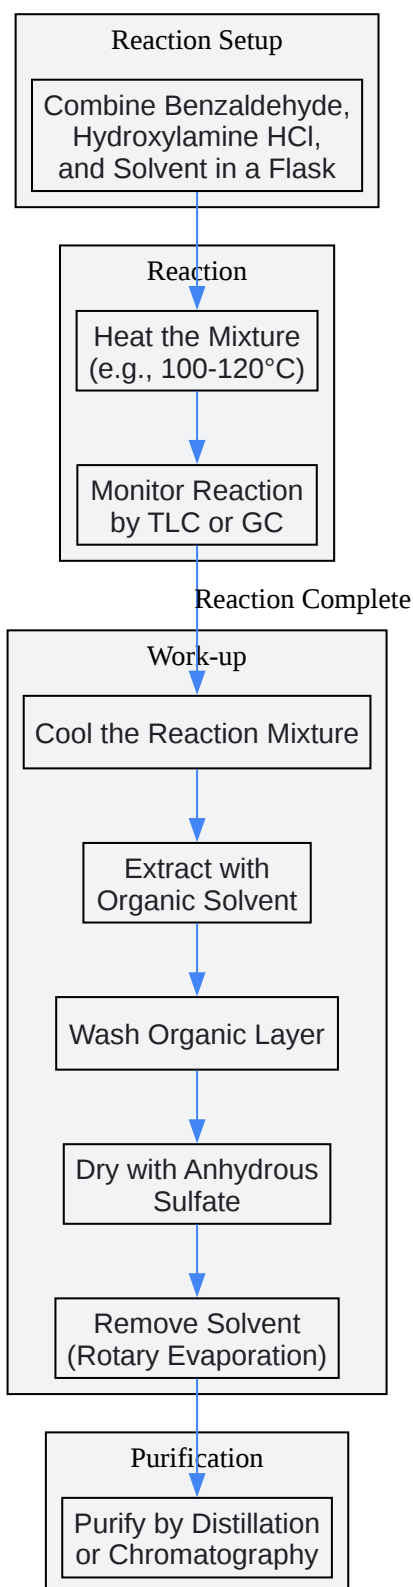 Reaction Setup
Combine Benzaldehyde,
Hydroxylamine HCl,
and Solvent in a Flask
Reaction
Heat the Mixture
(e.g., 100-120°C)
Monitor Reaction
by TLC or GC
Reaction Complete
Work-up
Cool the Reaction Mixture
Extract with
Organic Solvent
Wash Organic Layer
Dry with Anhydrous
Sulfate
Remove Solvent
(Rotary Evaporation)
Purification
Purify by Distillation
or Chromatography